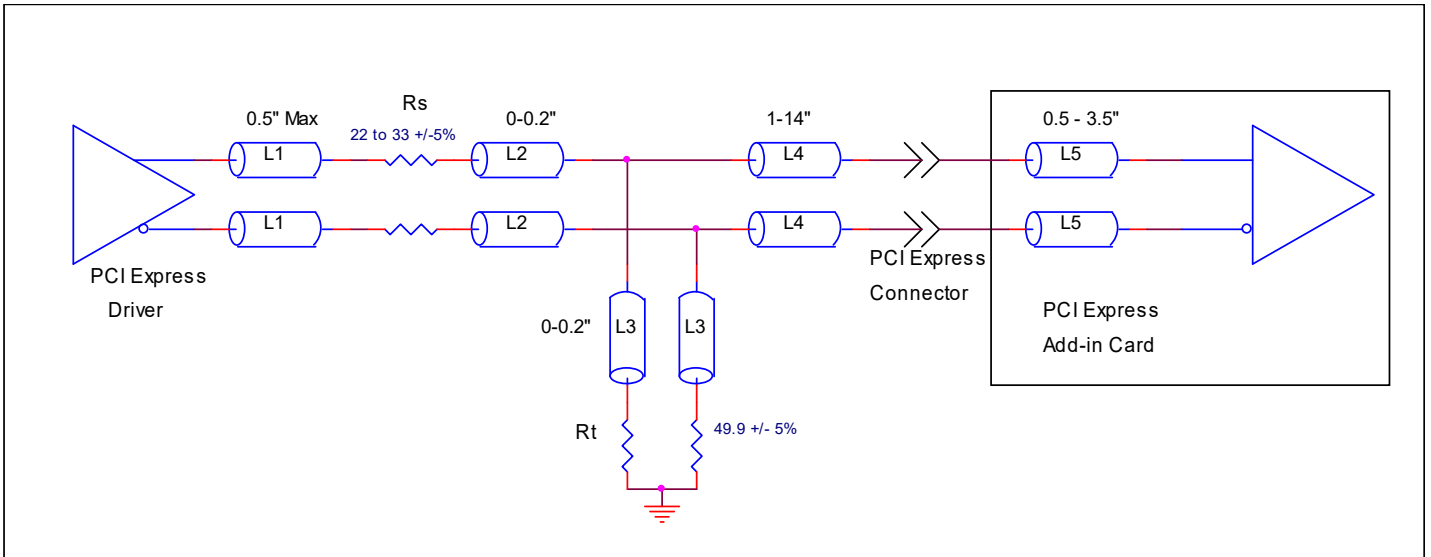 Rs
0.5" Max
22 to 33 +/-5%
0-0.2"
1-14"
0.5 - 3.5"
L1
L2
L4
L5
L1
L2
L4
L5
PCI Express
Driver
PCI Express
Connector
PCI Express
Add-in Card
0-0.2"
L3
L3
Rt
49.9 +/- 5%